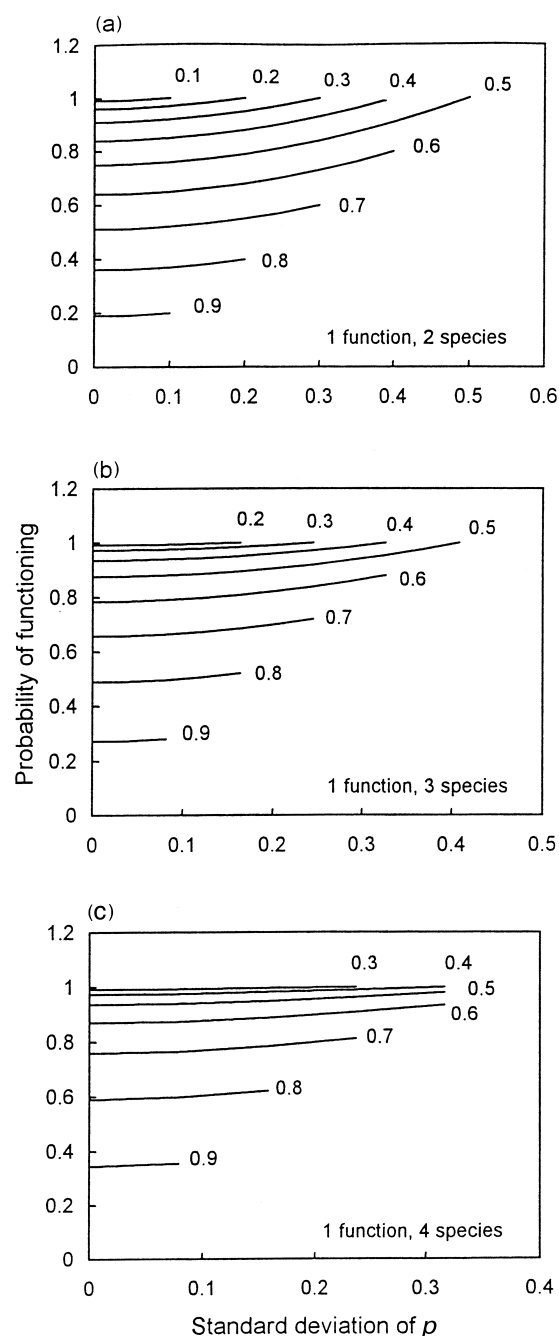 (a)
1.2
0.1 0.2 0.3 0.4 0.5
1
0.8
0.6
0.6
0.7
0.4
0.8
0.2
0.9
1 function, 2 species
0
0 0.1 0.2 0.3 0.4 0.5 0.6
(b)
1.2
0.2 0.3 0.4 0.5
1
0.6
0.8
0.7
0.6
0.8
0.4
0.9
0.2
1 function, 3 species
0
0 0.1 0.2 0.3 0.4 0.5
Probability of functioning
(c)
1.2
0.3 0.4
1
0.5
0.6
0.8
0.7
0.6
0.8
0.4
0.9
0.2
1 function, 4 species
0
0 0.1 0.2 0.3 0.4
Standard deviation of p